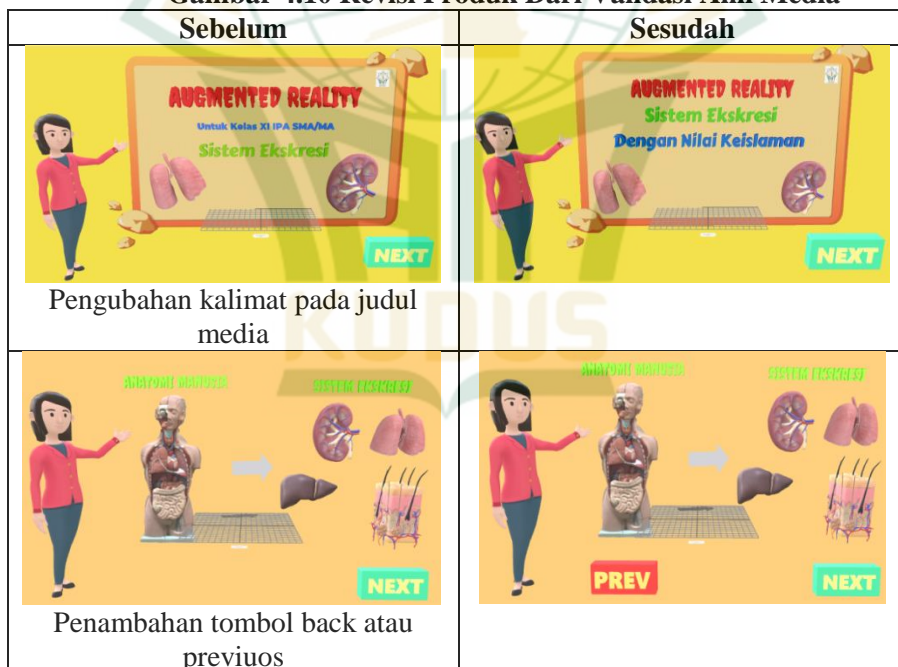 Gambar 4.10 Revisi Produk Dari Validasi Ahli Media
Sebelum
Sesudah
AUGMENTED REALITY
Untuk Kelas XI IPA SMA/MA
Sistem Ekskresi
NEXT
AUGMENTED REALITY
Sistem Ekskresi
Dengan Nilai Keislaman
NEXT
Pengubahan kalimat pada judul
media
KUDUS
ANATOMI MANUSIA
SISTEM EKSKRESI
NEXT
ANATOMI MANUSIA
SISTEM EKSKRESI
PREV
NEXT
Penambahan tombol back atau
previuos